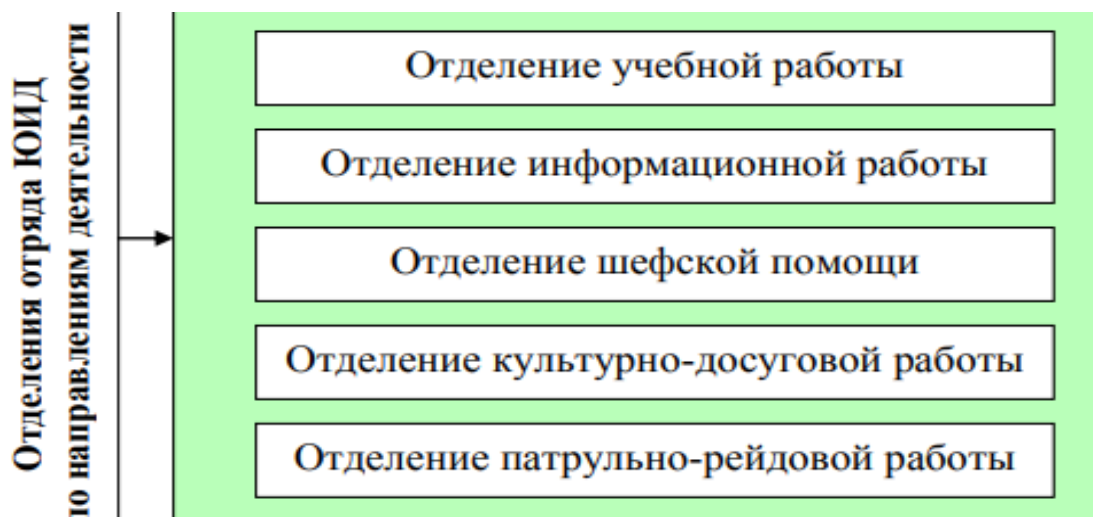 Отделения отряда ЮИД
по направлениям деятельности
Отделение учебной работы
Отделение информационной работы
Отделение шефской помощи
Отделение культурно-досуговой работы
Отделение патрульно-рейдовой работы